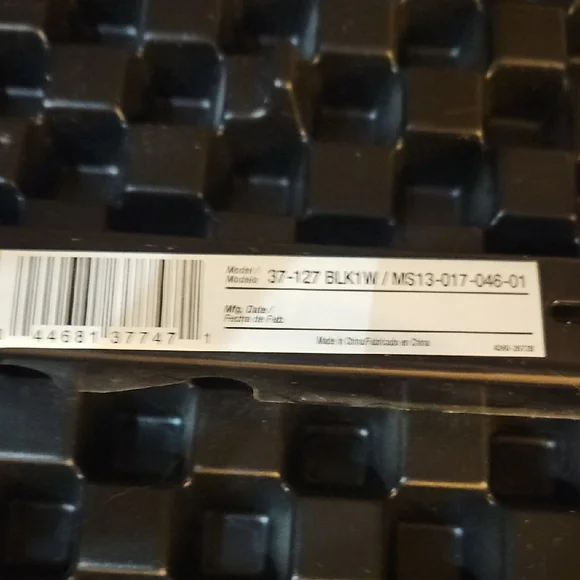 Model / Modelo 37-127 BLK1W / MS13-017-046-01
Mfg. Date /
Fecha de Fab.
Made in China/Fabricado en China
44681 37747 1